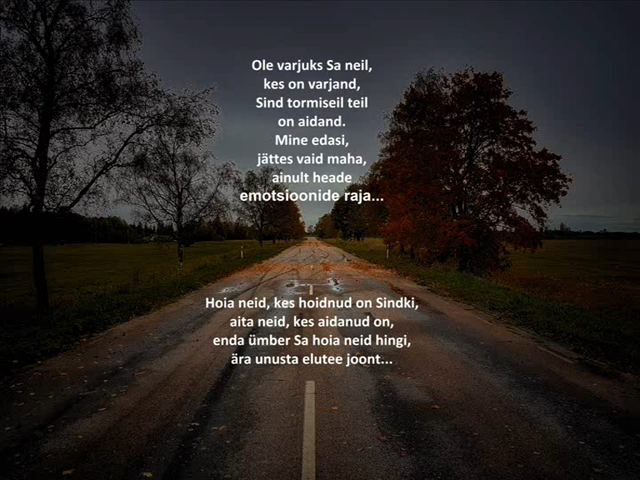 Ole varjuks Sa neil,
kes on varjand,
Sind tormiseil teil
on aidand.
Mine edasi,
jättes vaid maha,
ainult heade
emotsioonide raja...
Hoia neid, kes hoidnud on Sindki,
aita neid, kes aidanud on,
enda ümber Sa hoia neid hingi,
ära unusta elutee joont...